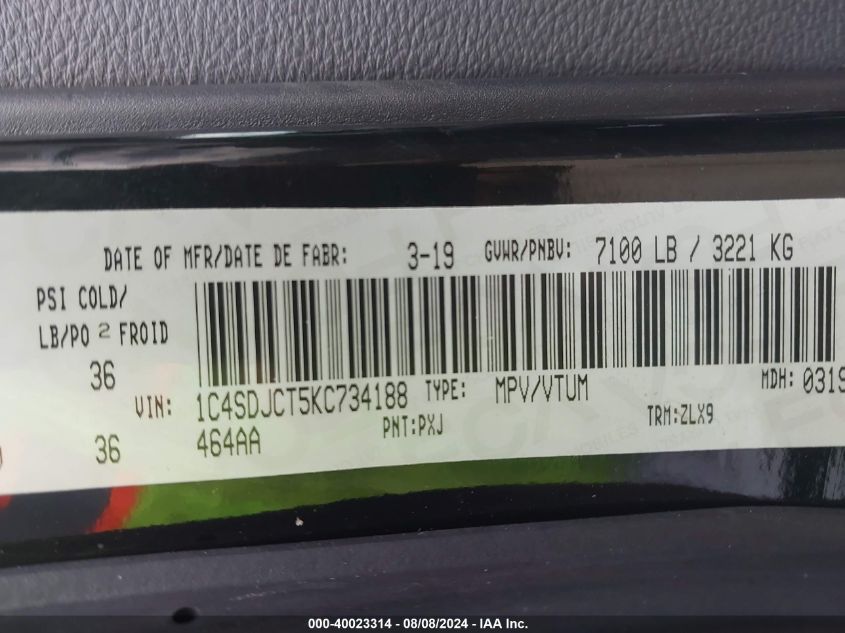 DATE OF MFR/DATE DE FABR: 3-19 GVWR/PNBV: 7100 LB / 3221 KG
PSI COLD/
LB/PO 2 FROID
36
VIN: 1C4SDJCT5KC734188 TYPE: MPV/VTUM MDH: 0319
36 464AA PNT:PXJ TRM:ZLX9
000-40023314 - 08/08/2024 - IAA Inc.